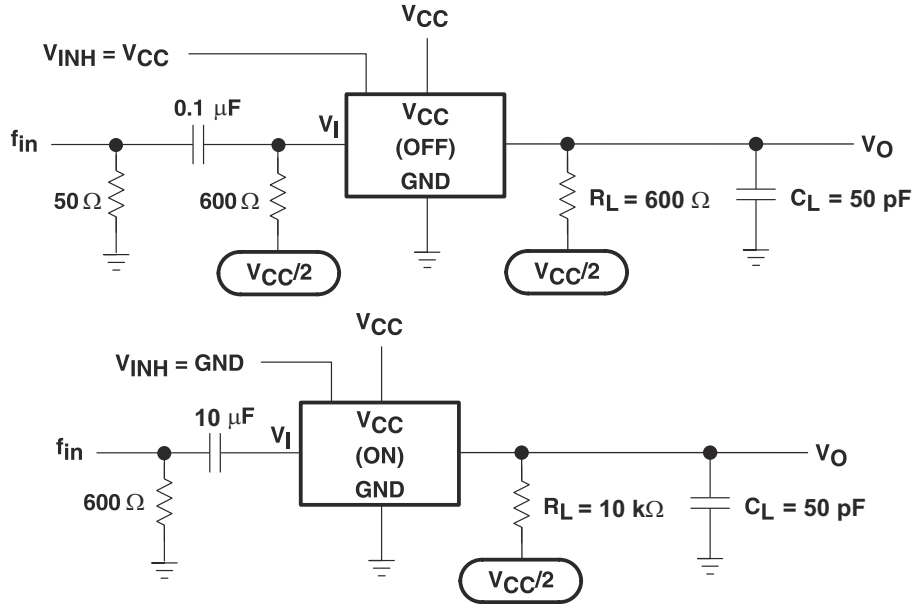 VCC
VINH = VCC
0.1 μF
fin
VI
VCC
(OFF)
GND
VO
50 Ω
600 Ω
RL = 600 Ω
CL = 50 pF
VCC/2
VCC/2
VCC
VINH = GND
10 μF
fin
VI
VCC
(ON)
GND
VO
600 Ω
RL = 10 kΩ
CL = 50 pF
VCC/2